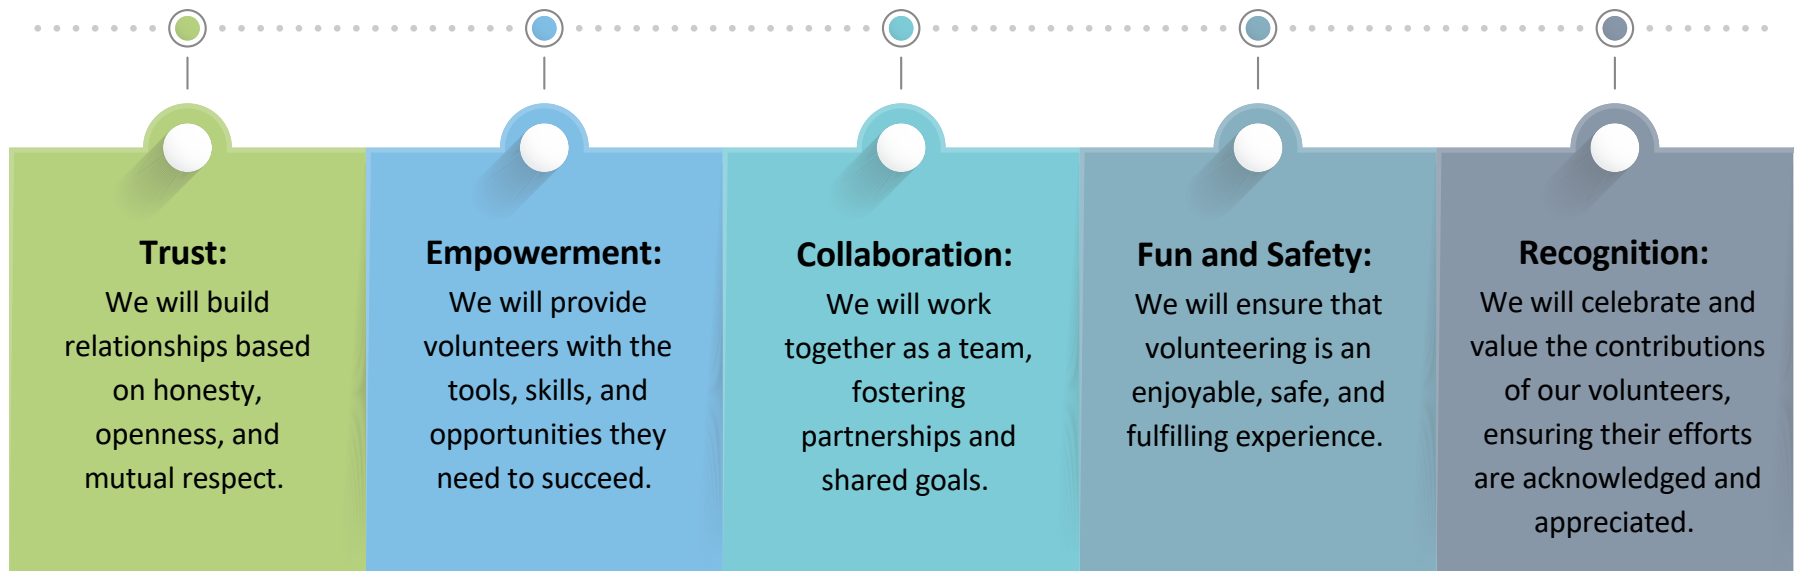 Trust:
We will build
relationships based
on honesty,
openness, and
mutual respect.
Empowerment:
We will provide
volunteers with the
tools, skills, and
opportunities they
need to succeed.
Collaboration:
We will work
together as a team,
fostering
partnerships and
shared goals.
Fun and Safety:
We will ensure that
volunteering is an
enjoyable, safe, and
fulfilling experience.
Recognition:
We will celebrate and
value the contributions
of our volunteers,
ensuring their efforts
are acknowledged and
appreciated.